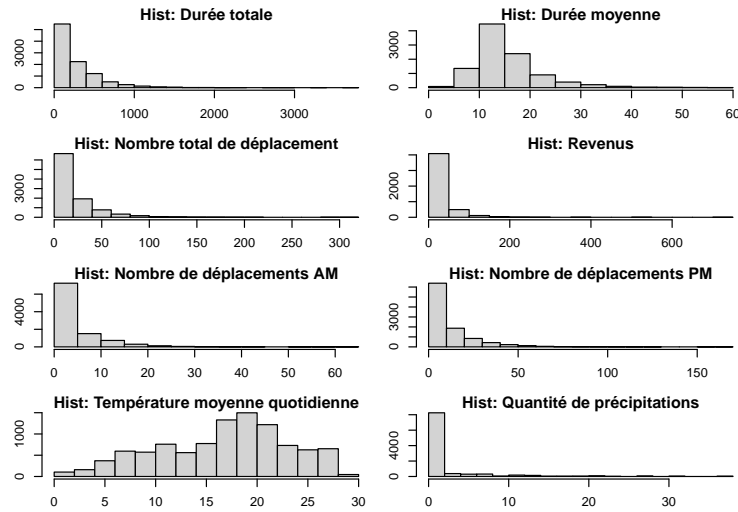 Hist: Durée totale
0 3000
0 1000 2000 3000
Hist: Durée moyenne
0 3000
0 10 20 30 40 50 60
Hist: Nombre total de déplacement
0 3000
0 50 100 150 200 250 300
Hist: Revenus
0 4000
0 200 400 600
Hist: Nombre de déplacements AM
0 4000
0 10 20 30 40 50 60
Hist: Nombre de déplacements PM
0 3000
0 50 100 150
Hist: Température moyenne quotidienne
0 1000
0 5 10 15 20 25 30
Hist: Quantité de précipitations
0 4000
0 10 20 30